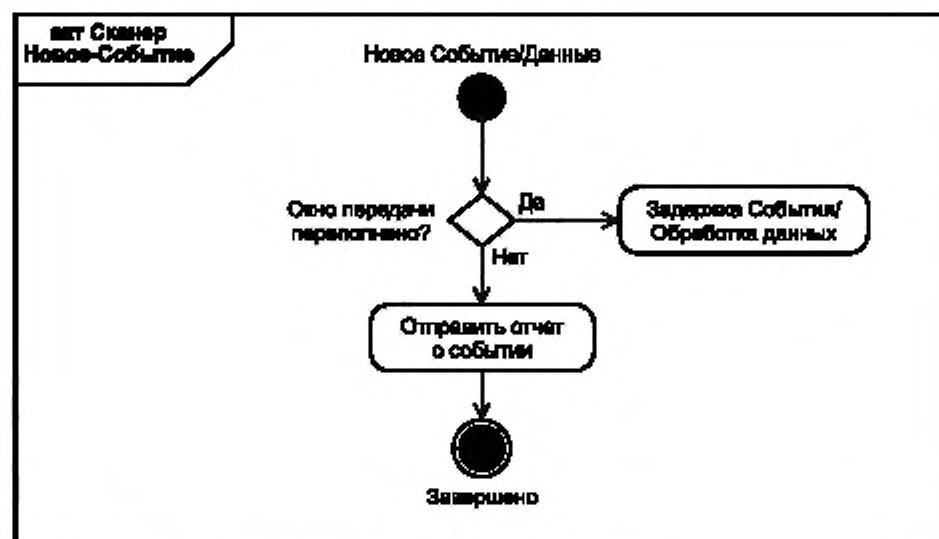 акт Сканер
Новое-Событие
Новое Событие/Данные
Окно передачи
переполнено?
Да
Задержка События/
Обработка данных
Нет
Отправить отчет
о событии
Завершено